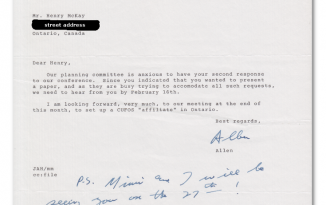 Mr. Henry McKay
street address
Ontario, Canada
Dear Henry,
Our planning committee is anxious to have your second response
to our conference. Since you indicated that you wanted to present
a paper, and as they are busy trying to accomodate all such requests,
we need to hear from you by February 18th.
I am looking forward, very much, to our meeting at the end of
this month, to set up a CUFOS "affiliate" in Ontario.
Best regards,
Allen
Allen
JAH/mm
cc:file
P.S. Mimi and I will be
seeing you on the 27th!